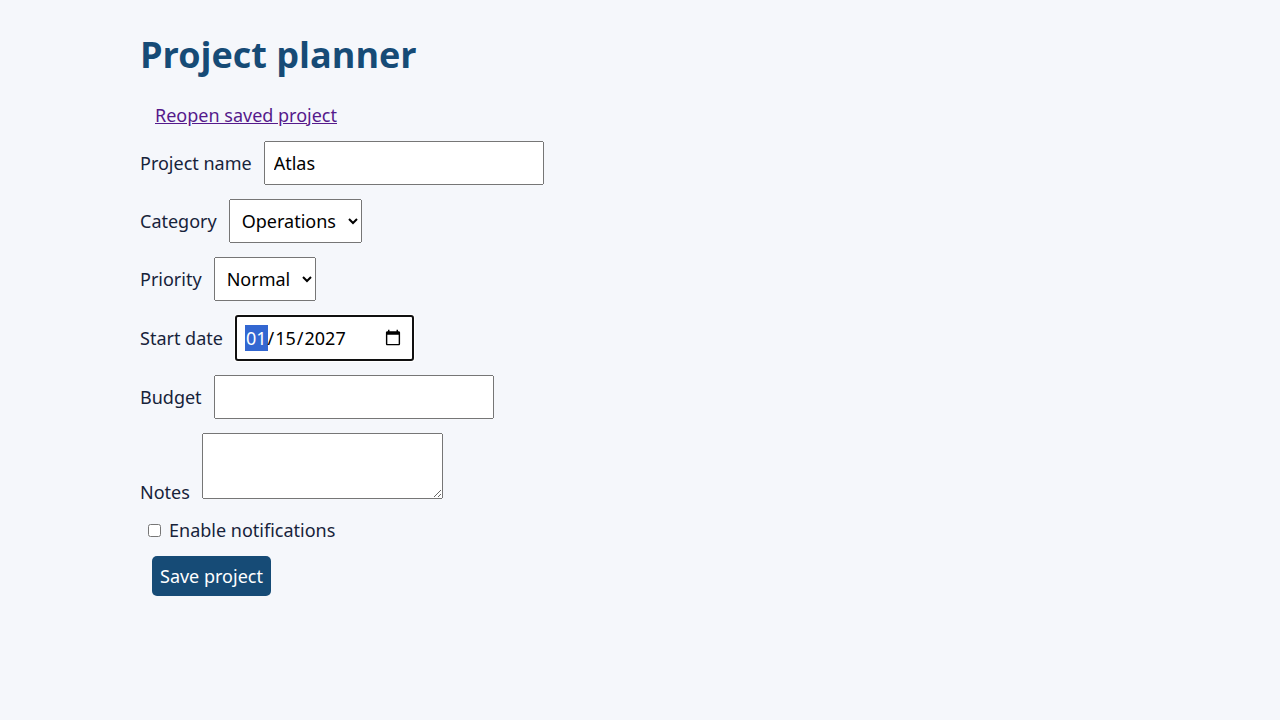 Project planner
Reopen saved project
Project name Atlas
Category Operations
Priority Normal
Start date 01/15/2027
Budget
Notes
Enable notifications
Save project